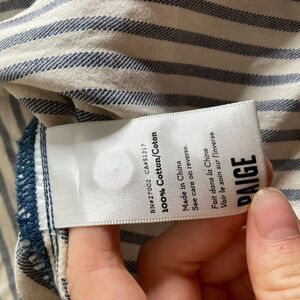 RN#27002 CA#51217
100% Cotton/Coton
Made in China
See care on reverse.
Fait dans la Chine
Voir le soin sur l'inverse.
PAIGE